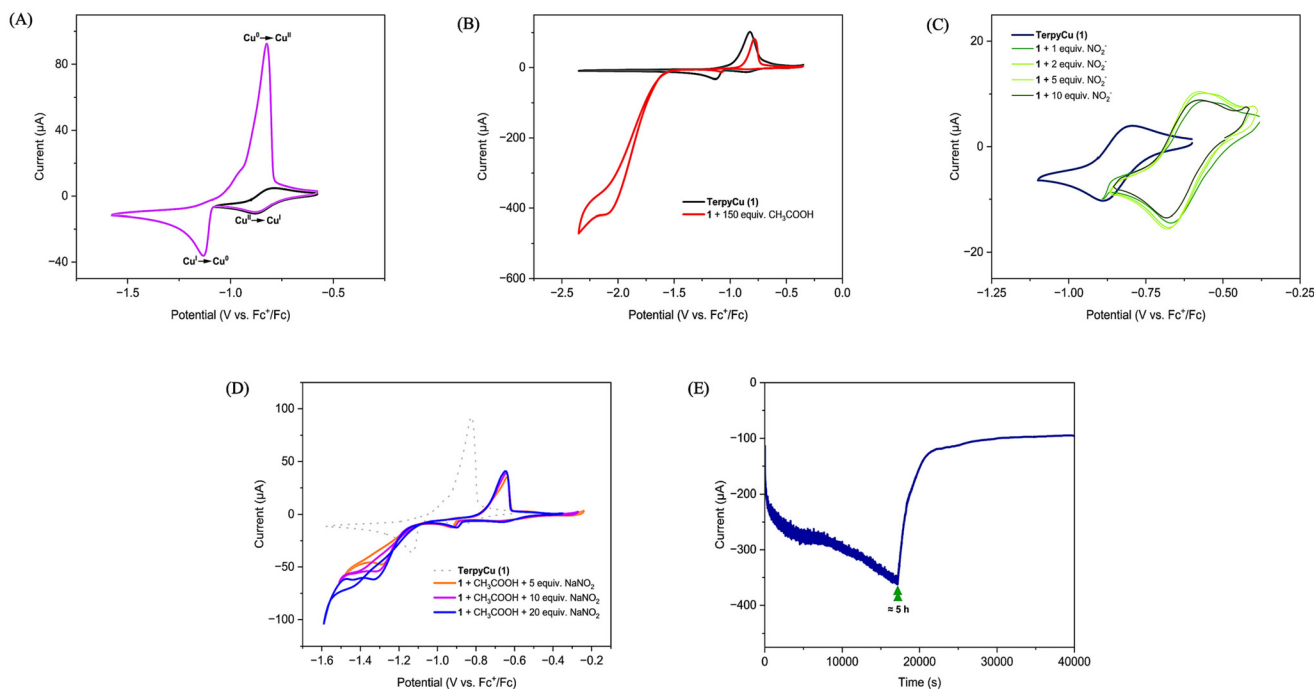 (A)
Cu⁰→Cuᴵᴵ
Cuᴵᴵ→Cuᴵ
Cuᴵ→Cu⁰
80
40
0
−40
−1.5
−1.0
−0.5
Current (μA)
Potential (V vs. Fc⁺/Fc)
(B)
200
0
−200
−400
−600
−2.5
−2.0
−1.5
−1.0
−0.5
0.0
Current (μA)
Potential (V vs. Fc⁺/Fc)
TerpyCu (1)
1 + 150 equiv. CH₃COOH
(C)
TerpyCu (1)
1 + 1 equiv. NO₂⁻
1 + 2 equiv. NO₂⁻
1 + 5 equiv. NO₂⁻
1 + 10 equiv. NO₂⁻
20
0
−20
−1.25
−1.00
−0.75
−0.50
−0.25
Current (μA)
Potential (V vs. Fc⁺/Fc)
(D)
100
50
0
−50
−100
−1.6
−1.4
−1.2
−1.0
−0.8
−0.6
−0.4
−0.2
Current (μA)
Potential (V vs. Fc⁺/Fc)
TerpyCu (1)
1 + CH₃COOH + 5 equiv. NaNO₂
1 + CH₃COOH + 10 equiv. NaNO₂
1 + CH₃COOH + 20 equiv. NaNO₂
(E)
0
−100
−200
−300
−400
0
10000
20000
30000
40000
Current (μA)
Time (s)
≈ 5 h